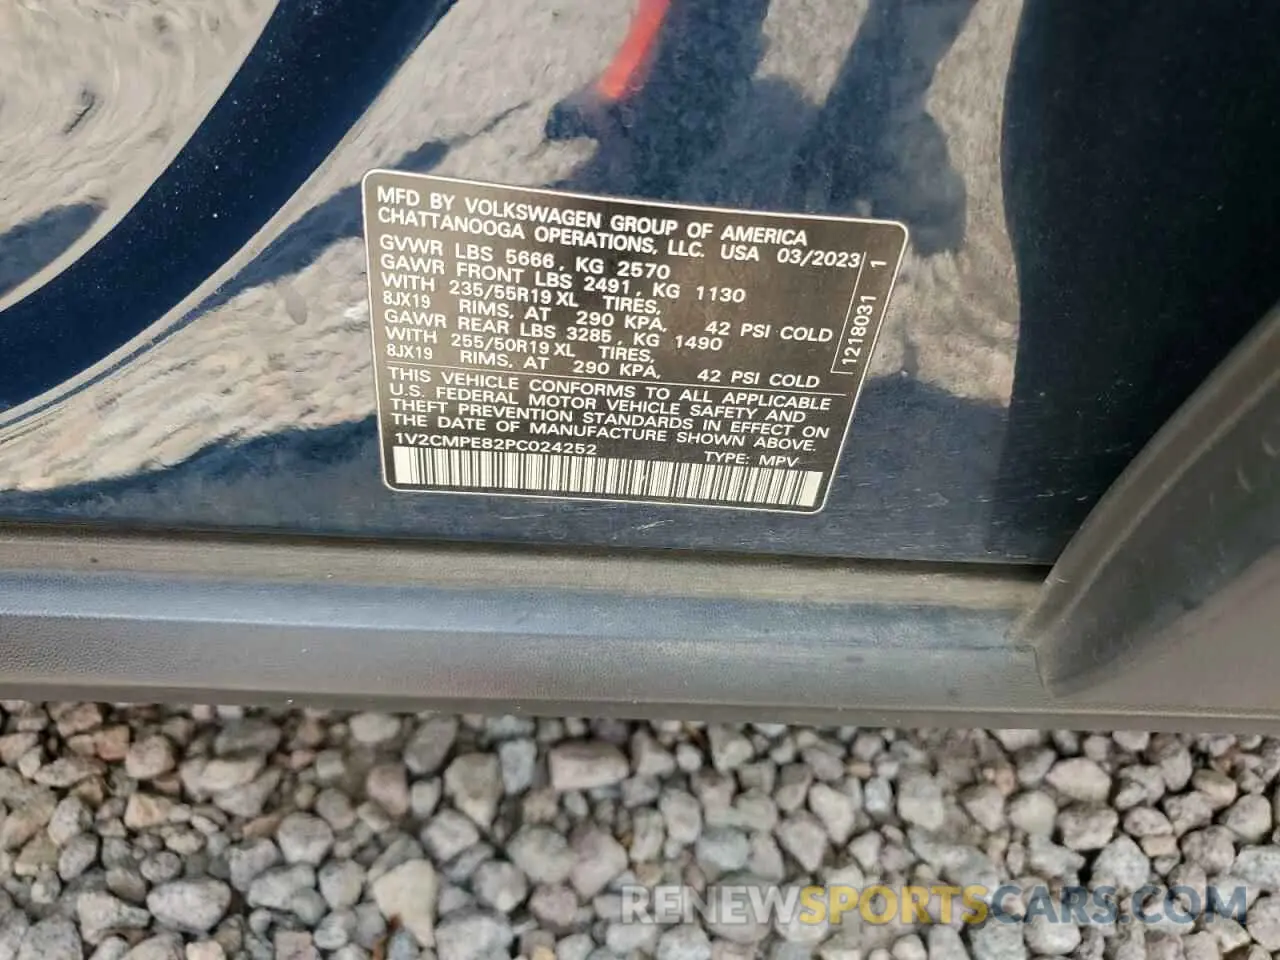 MFD BY VOLKSWAGEN GROUP OF AMERICA
CHATTANOOGA OPERATIONS, LLC. USA 03/2023
GVWR LBS 5666, KG 2570
GAWR FRONT LBS 2491, KG 1130
WITH 235/55R19 XL TIRES,
8JX19 RIMS, AT 290 KPA, 42 PSI COLD
GAWR REAR LBS 3285, KG 1490
WITH 255/50R19 XL TIRES,
8JX19 RIMS, AT 290 KPA, 42 PSI COLD
1218031 1
THIS VEHICLE CONFORMS TO ALL APPLICABLE
U.S. FEDERAL MOTOR VEHICLE SAFETY AND
THEFT PREVENTION STANDARDS IN EFFECT ON
THE DATE OF MANUFACTURE SHOWN ABOVE.
1V2CMPE82PC024252 TYPE: MPV
RENEWSPORTSCARS.COM